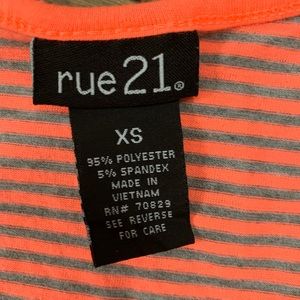 rue21®
XS
95% POLYESTER
5% SPANDEX
MADE IN
VIETNAM
RN# 70829
SEE REVERSE
FOR CARE